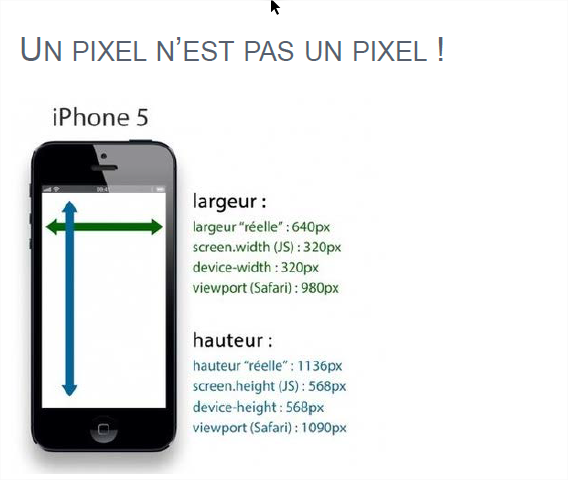 UN PIXEL N'EST PAS UN PIXEL !
iPhone 5
largeur :
largeur "réelle" : 640px
screen.width (JS) : 320px
device-width : 320px
viewport (Safari) : 980px
hauteur :
hauteur "réelle" : 1136px
screen.height (JS) : 568px
device-height : 568px
viewport (Safari) : 1090px